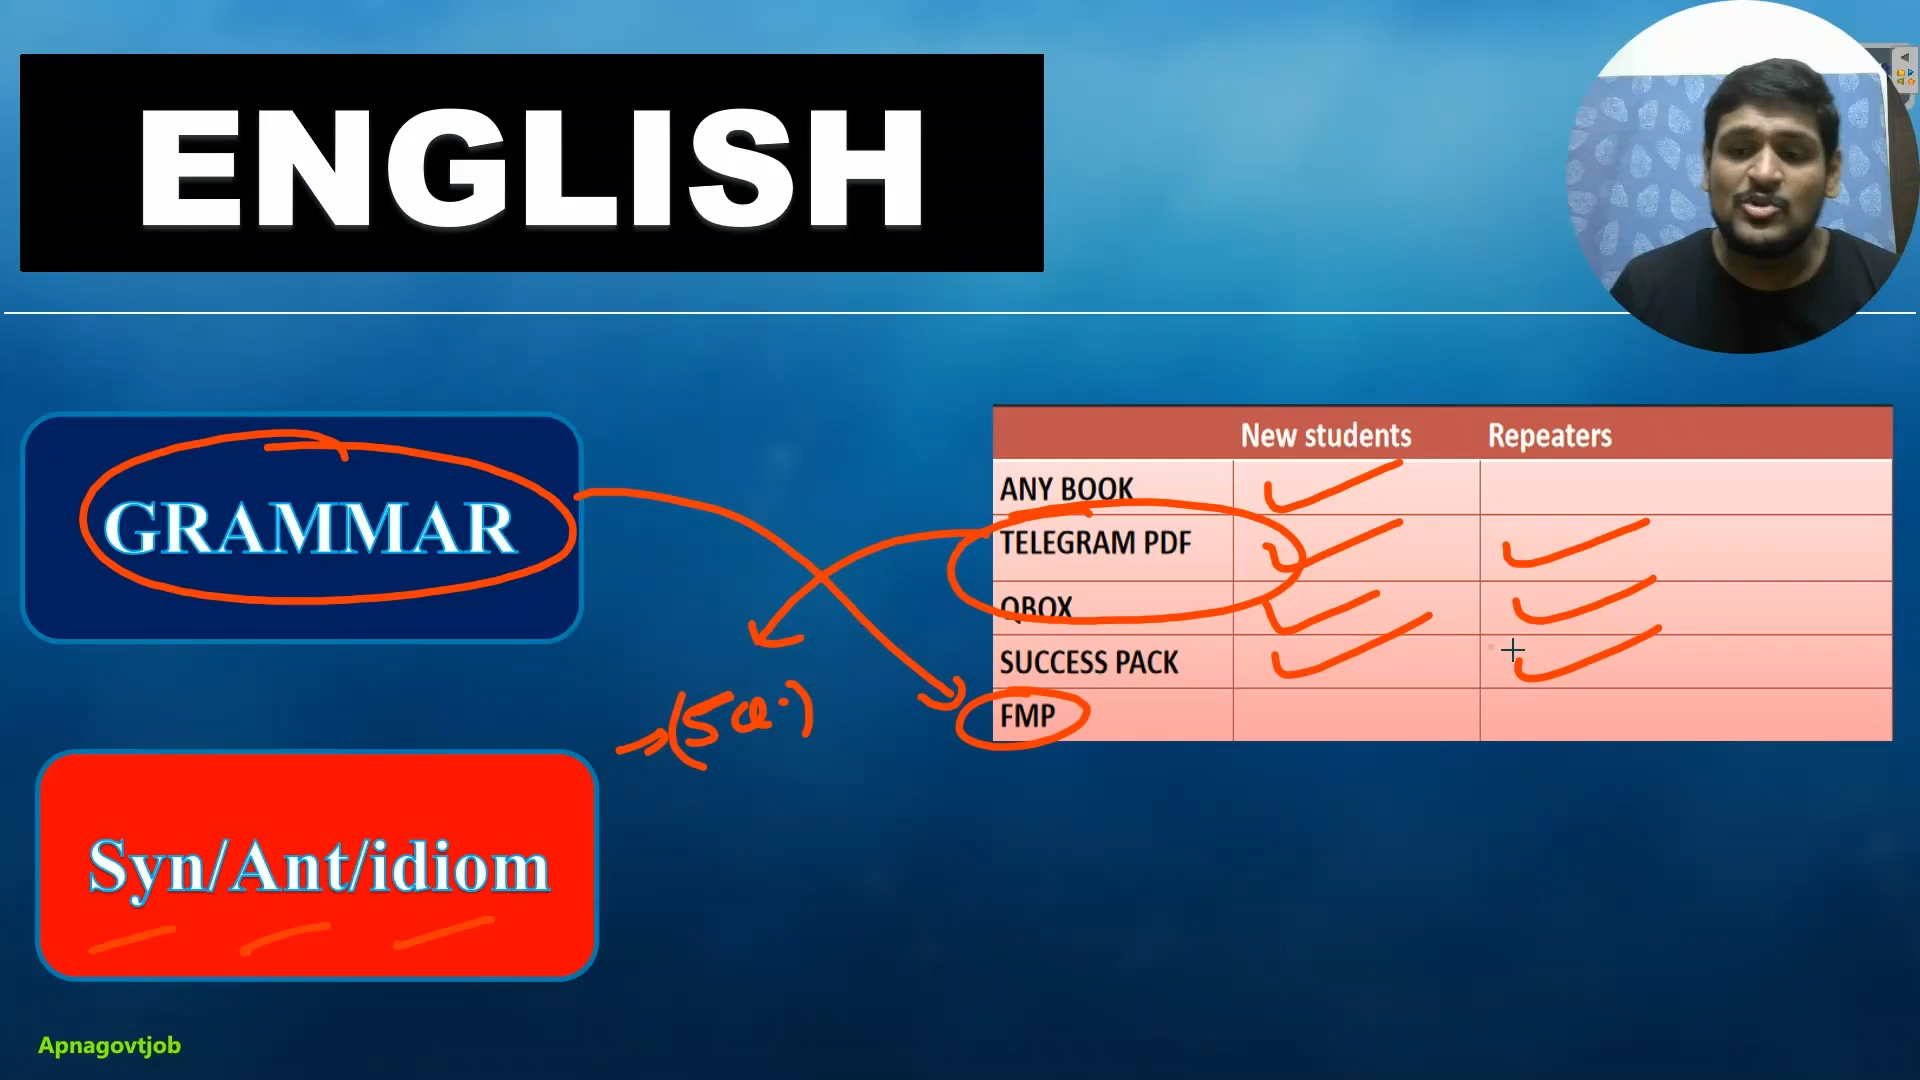 ENGLISH
GRAMMAR
Syn/Ant/idiom
New students Repeaters
ANY BOOK
TELEGRAM PDF
QBOX
SUCCESS PACK
FMP
Apnagovtjob